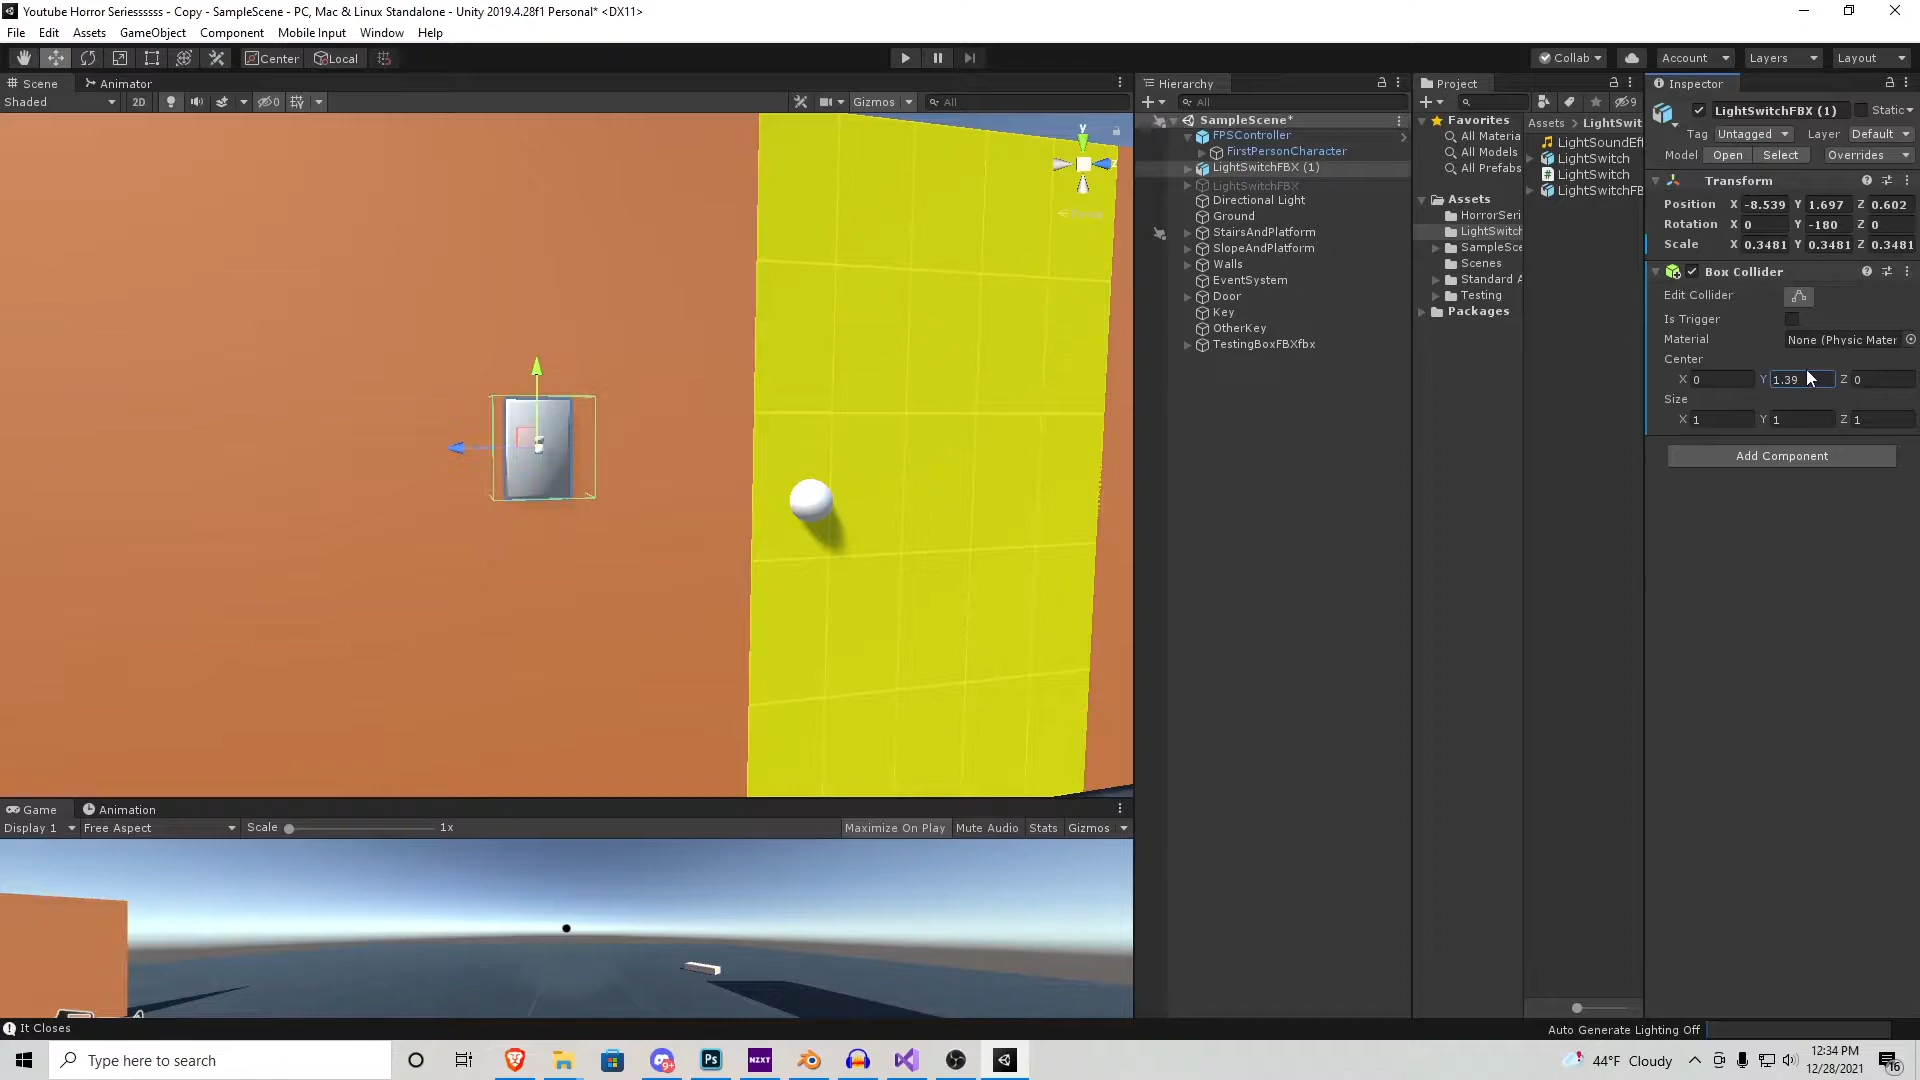 Youtube Horror Seriessssss - Copy - SampleScene - PC, Mac & Linux Standalone - Unity 2019.4.28f1 Personal* <DX11>
File Edit Assets GameObject Component Mobile Input Window Help
Center Local Collab Account Layers Layout
Scene Animator
Shaded 2D 0 Gizmos All
y
Hierarchy
All
SampleScene*
FPSController
FirstPersonCharacter
LightSwitchFBX (1)
LightSwitchFBX
Directional Light
Ground
StairsAndPlatform
SlopeAndPlatform
Walls
EventSystem
Door
Key
OtherKey
TestingBoxFBXfbx
Project
9
Favorites
All Materia
All Models
All Prefabs
Assets
HorrorSeri
LightSwitch
SampleSce
Scenes
Standard A
Testing
Packages
Assets > LightSwit
LightSoundEff
LightSwitch
LightSwitch
LightSwitchFB
Inspector
LightSwitchFBX (1) Static
Tag Untagged Layer Default
Model Open Select Overrides
Transform
Position X -8.539 Y 1.697 Z 0.602
Rotation X 0 Y -180 Z 0
Scale X 0.3481 Y 0.3481 Z 0.3481
Box Collider
Edit Collider
Is Trigger
Material None (Physic Mater
Center
X 0 Y 1.39 Z 0
Size
X 1 Y 1 Z 1
Add Component
Game Animation
Display 1 Free Aspect Scale 1x Maximize On Play Mute Audio Stats Gizmos
It Closes
Auto Generate Lighting Off
Type here to search
9+
Ps
NZXT
44°F Cloudy
12:34 PM
12/28/2021
16